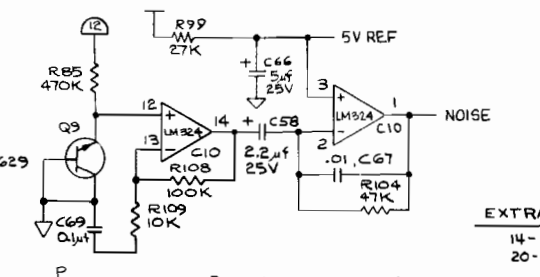 12
R99
27K
5V REF
C66
5µf
25V
R85
470K
+
12
+
LM324
14
13
-
C10
+
C58
2.2µf
25V
3
+
LM324
1
NOISE
2
-
C10
Q9
629
R108
100K
.01, C67
R104
47K
C69
0.1µf
R109
10K
EXTRA
14-
20-
P